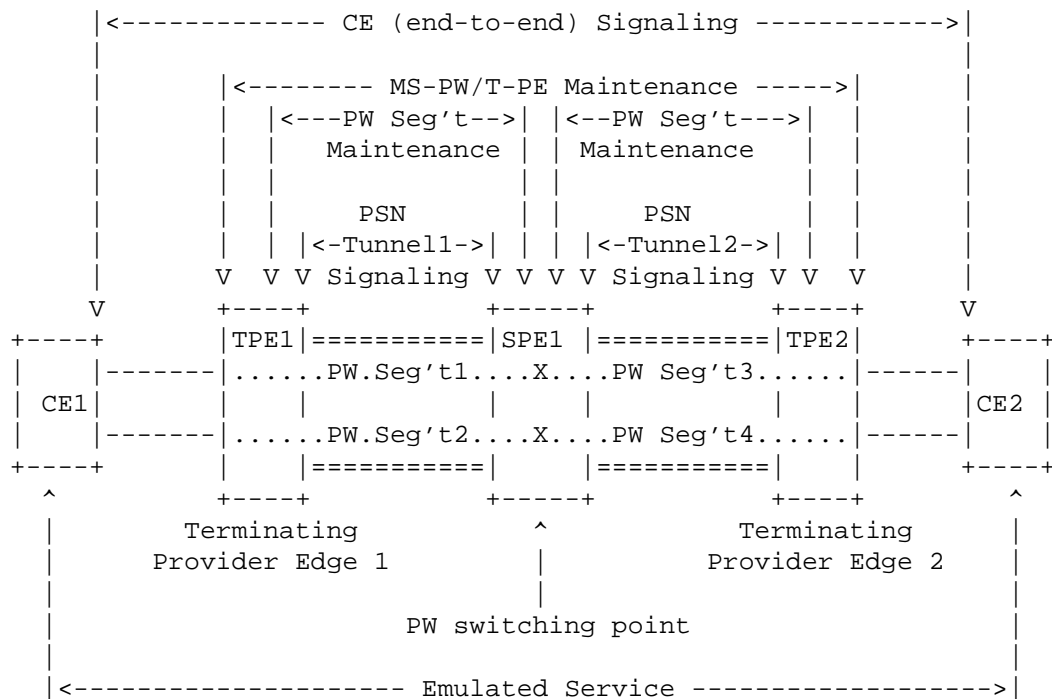 |<------------- CE (end-to-end) Signaling ------------>|
|<-------- MS-PW/T-PE Maintenance ----->|
|<---PW Seg't-->| |<--PW Seg't--->|
Maintenance | | Maintenance
PSN PSN
|<-Tunnel1->| |<-Tunnel2->|
V V V Signaling V V V V Signaling V V V
V +----+ +-----+ +----+ V
+----+ |TPE1|===========|SPE1 |===========|TPE2| +----+
| |-------|......PW.Seg't1....X....PW Seg't3......|------| |
| CE1| | | | | | | |CE2 |
| |-------|......PW.Seg't2....X....PW Seg't4......|------| |
+----+ | |===========| |===========| | +----+
^ +----+ +-----+ +----+ ^
| Terminating ^ Terminating |
| Provider Edge 1 | Provider Edge 2 |
| PW switching point |
|<-------------------- Emulated Service ------------------->|